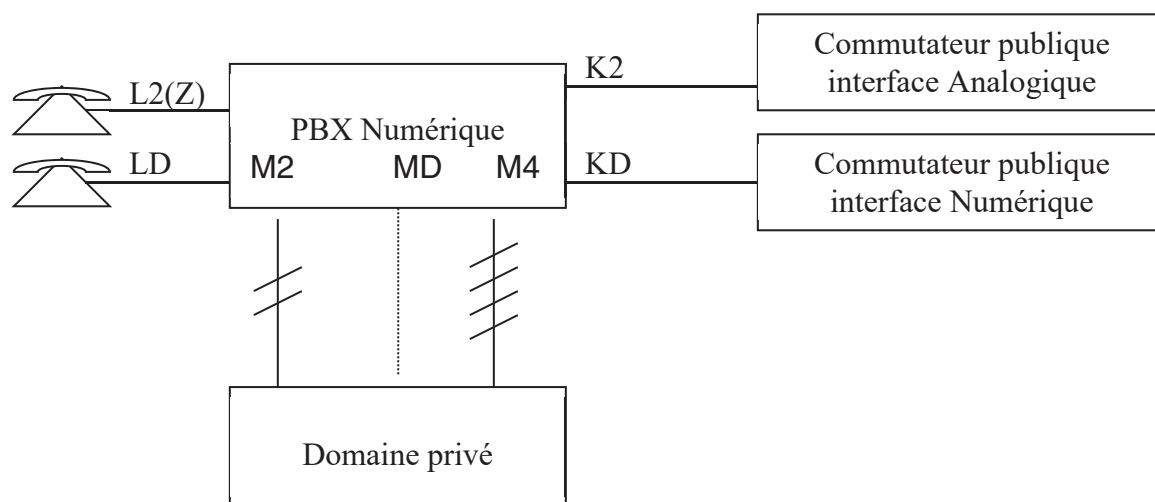 Commutateur publique
interface Analogique
K2
L2(Z)
PBX Numérique
LD
M2 MD M4
KD
Commutateur publique
interface Numérique
Domaine privé